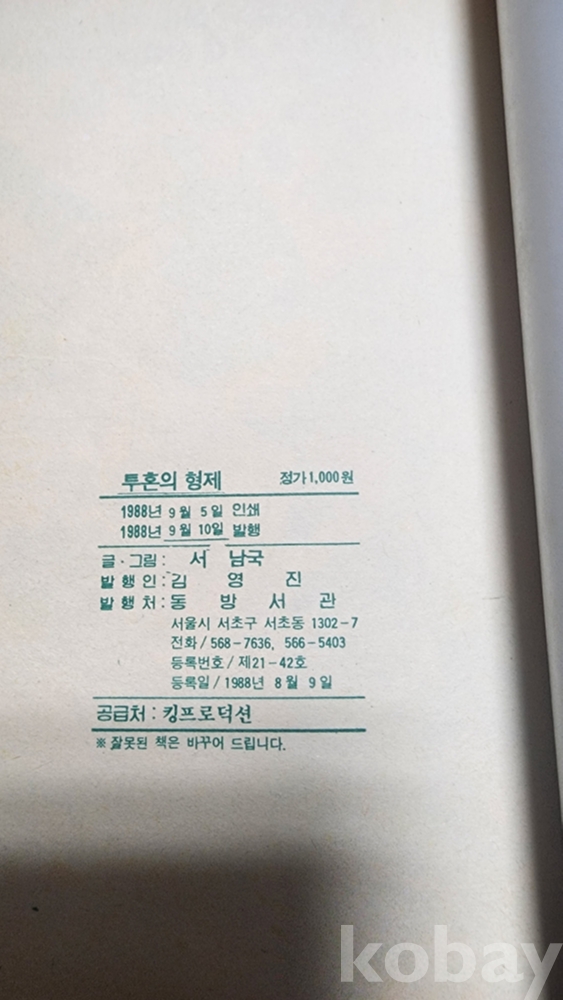 투혼의 형제 정가 1,000원
1988년 9월 5일 인쇄
1988년 9월 10일 발행
글·그림: 서 남국
발행인: 김 영 진
발행처: 동 방 서 관
서울시 서초구 서초동 1302-7
전화/568-7636, 566-5403
등록번호/제21-42호
등록일/1988년 8월 9일
공급처: 킹프로덕션
※잘못된 책은 바꾸어 드립니다.
kobay